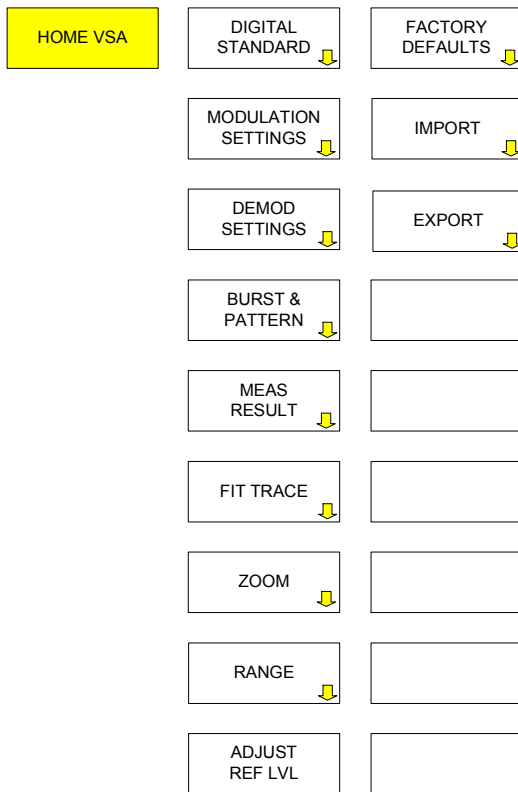 HOME VSA
DIGITAL
STANDARD
FACTORY
DEFAULTS
MODULATION
SETTINGS
IMPORT
DEMOD
SETTINGS
EXPORT
BURST &
PATTERN
MEAS
RESULT
FIT TRACE
ZOOM
RANGE
ADJUST
REF LVL